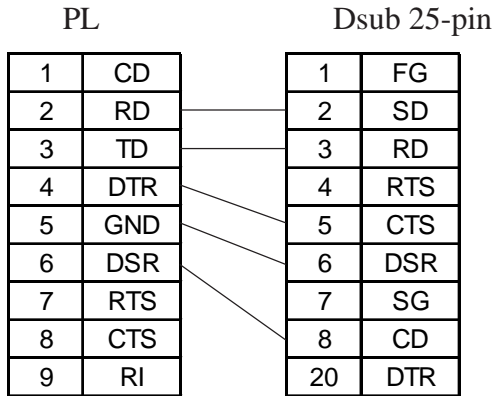 PL Dsub 25-pin
1 CD 1 FG
2 RD 2 SD
3 TD 3 RD
4 DTR 4 RTS
5 GND 5 CTS
6 DSR 6 DSR
7 RTS 7 SG
8 CTS 8 CD
9 RI 20 DTR